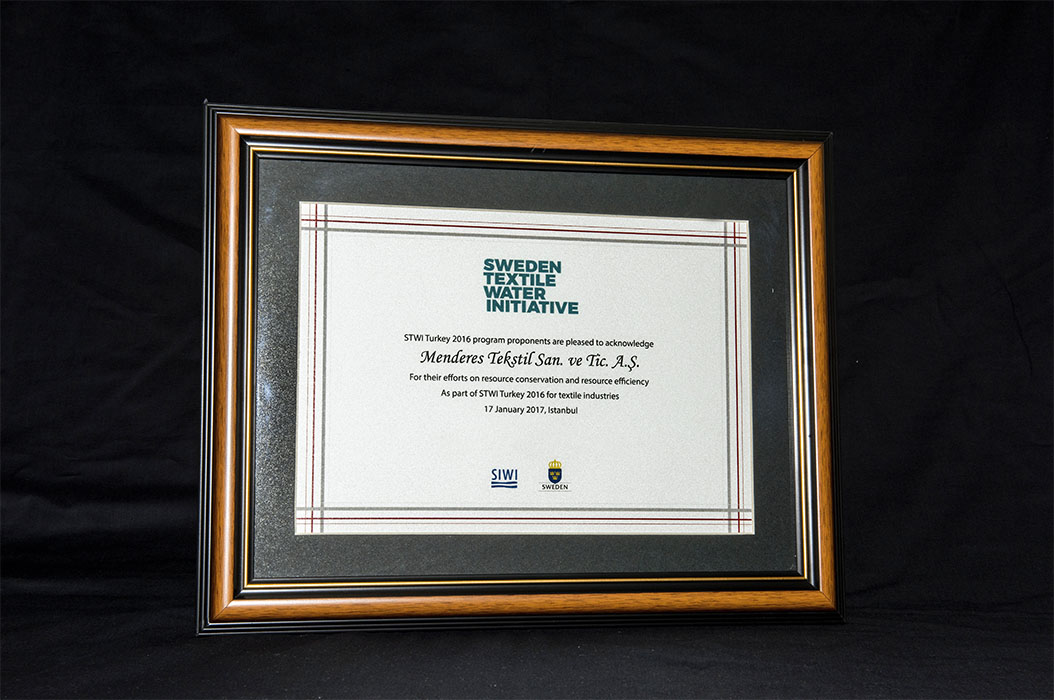 SWEDEN
TEXTILE
WATER
INITIATIVE
STWI Turkey 2016 program proponents are pleased to acknowledge
Menderes Tekstil San. ve Tic. A.Ş.
For their efforts on resource conservation and resource efficiency
As part of STWI Turkey 2016 for textile industries
17 January 2017, Istanbul
SIWI
SWEDEN